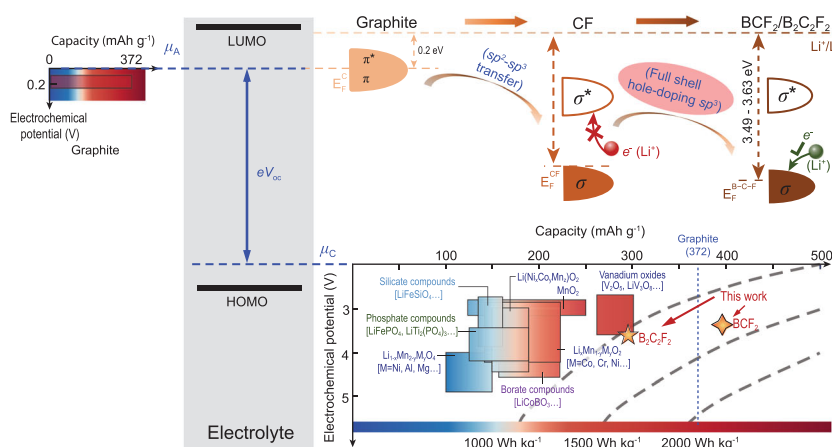 Graphite
CF
BCF₂/B₂C₂F₂
Capacity (mAh g⁻¹)
0
372
0.2
Electrochemical
potential (V)
Graphite
μA
LUMO
0.2 eV
Li⁺/L
π*
π
E_F^C
(sp²-sp³
transfer)
σ*
e⁻ (Li⁺)
E_F^CF
σ
(Full shell
hole-doping sp³)
3.49 - 3.63 eV
σ*
e⁻
(Li⁺)
E_F^B–C–F
σ
eVoc
μC
HOMO
Electrolyte
Capacity (mAh g⁻¹)
Graphite
(372)
100
200
300
400
500
Electrochemical potential (V)
3
4
5
Silicate compounds
[LiFeSiO₄...]
Li(Ni,Co,Mn,)O₂
MnO₂
Vanadium oxides
[V₂O₅, LiV₃O₈...]
This work
Phosphate compounds
[LiFePO₄, LiTi₂(PO₄)₃...]
B₂C₂F₂
BCF₂
Li₁₋ₓMn₂₋ᵧMᵧO₄
[M=Ni, Al, Mg...]
LiₓMn₁₋ᵧMᵧO₂
[M=Co, Cr, Ni...
Borate compounds
[LiCoBO₃...]
1000 Wh kg⁻¹
1500 Wh kg⁻¹
2000 Wh kg⁻¹